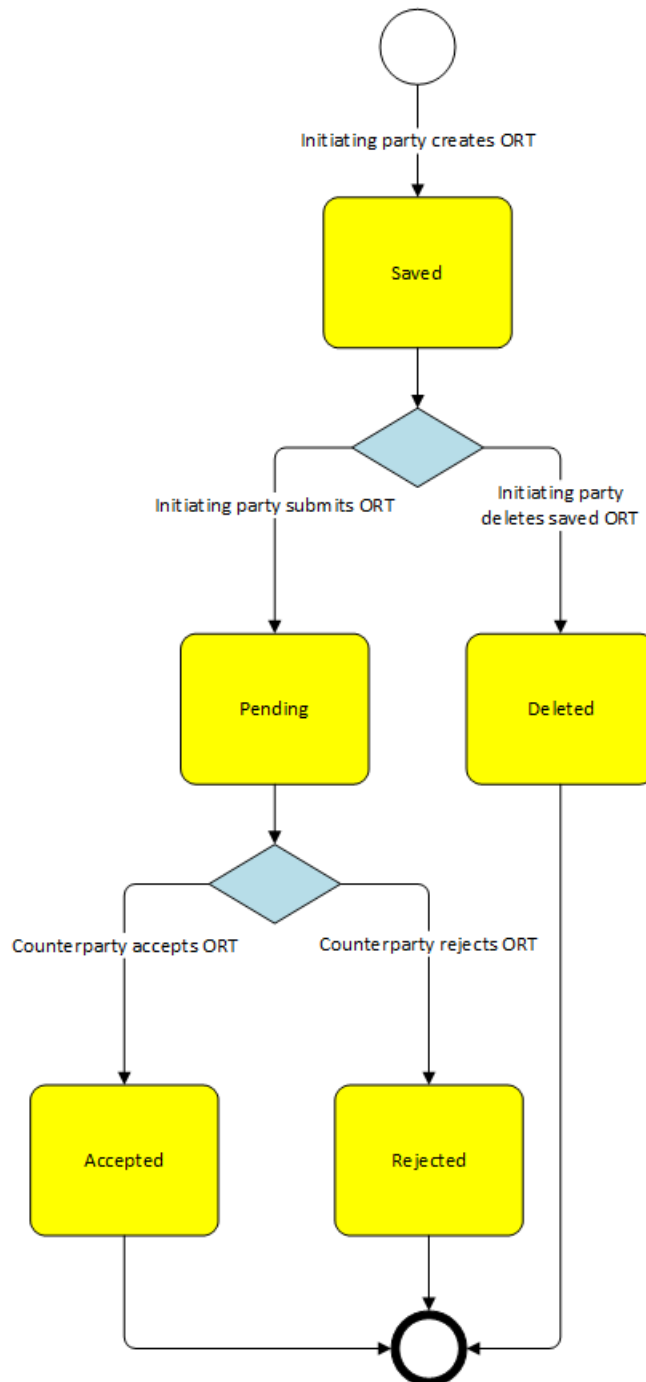 Initiating party creates ORT
Saved
Initiating party submits ORT
Initiating party
deletes saved ORT
Pending
Deleted
Counterparty accepts ORT
Counterparty rejects ORT
Accepted
Rejected